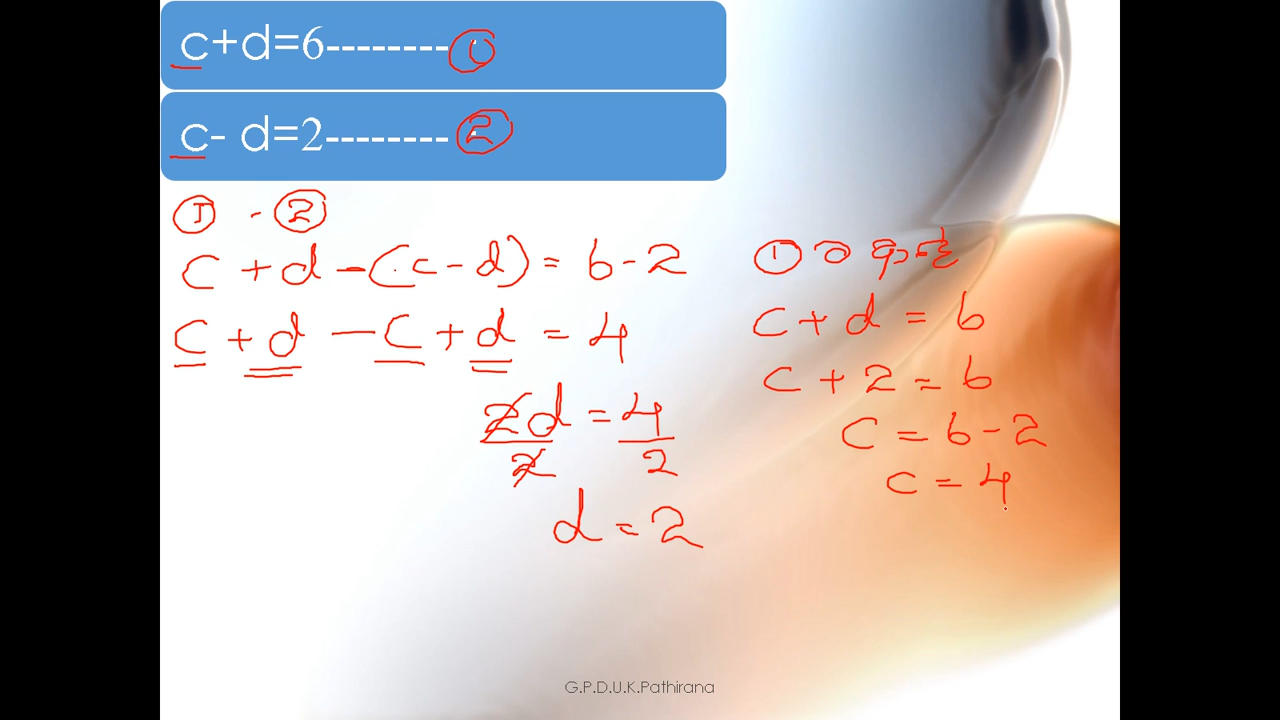 c+d=6-------- ①
c- d=2-------- ②
① - ②
c + d - (c - d) = 6 - 2
c + d - c + d = 4
2d = 4
2 2
d = 2
① ට
c + d = 6
c + 2 = 6
c = 6 - 2
c = 4
G.P.D.U.K.Pathirana